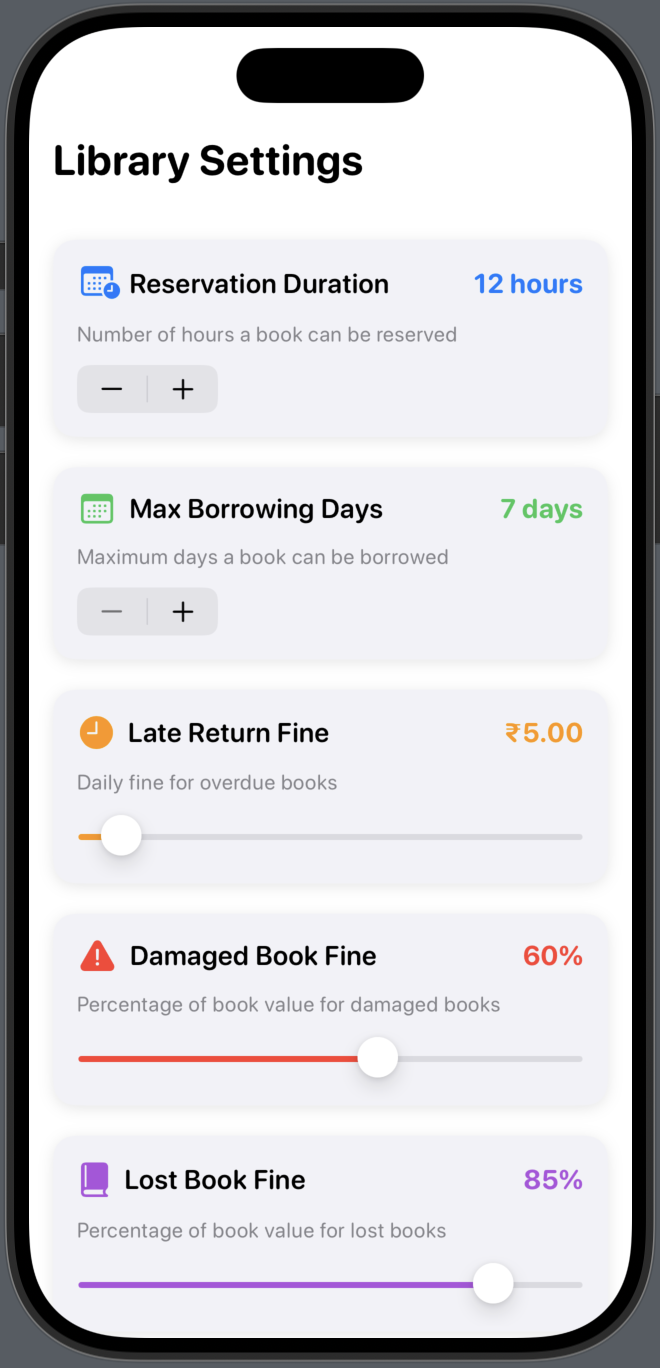 Library Settings
Reservation Duration 12 hours
Number of hours a book can be reserved
− +
Max Borrowing Days 7 days
Maximum days a book can be borrowed
− +
Late Return Fine ₹5.00
Daily fine for overdue books
Damaged Book Fine 60%
Percentage of book value for damaged books
Lost Book Fine 85%
Percentage of book value for lost books